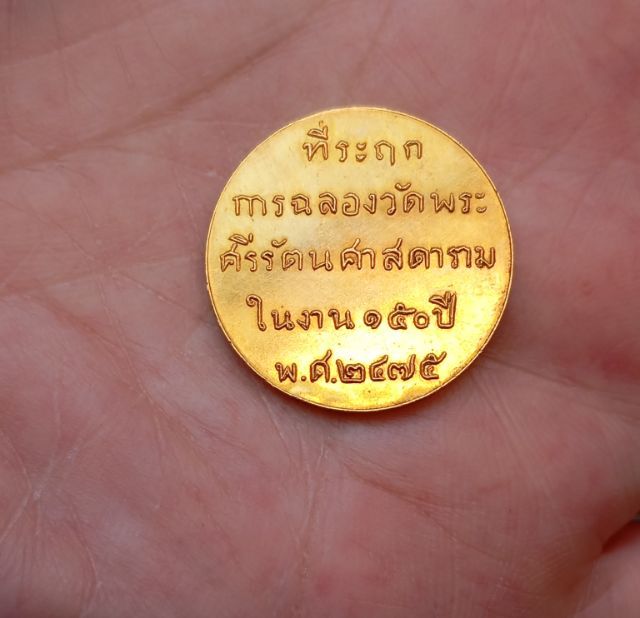 ที่ระฤก
การฉลองวัดพระ
ศรีรัตนศาสดาราม
ในงาน ๑๕๐ ปี
พ.ศ.๒๔๗๕